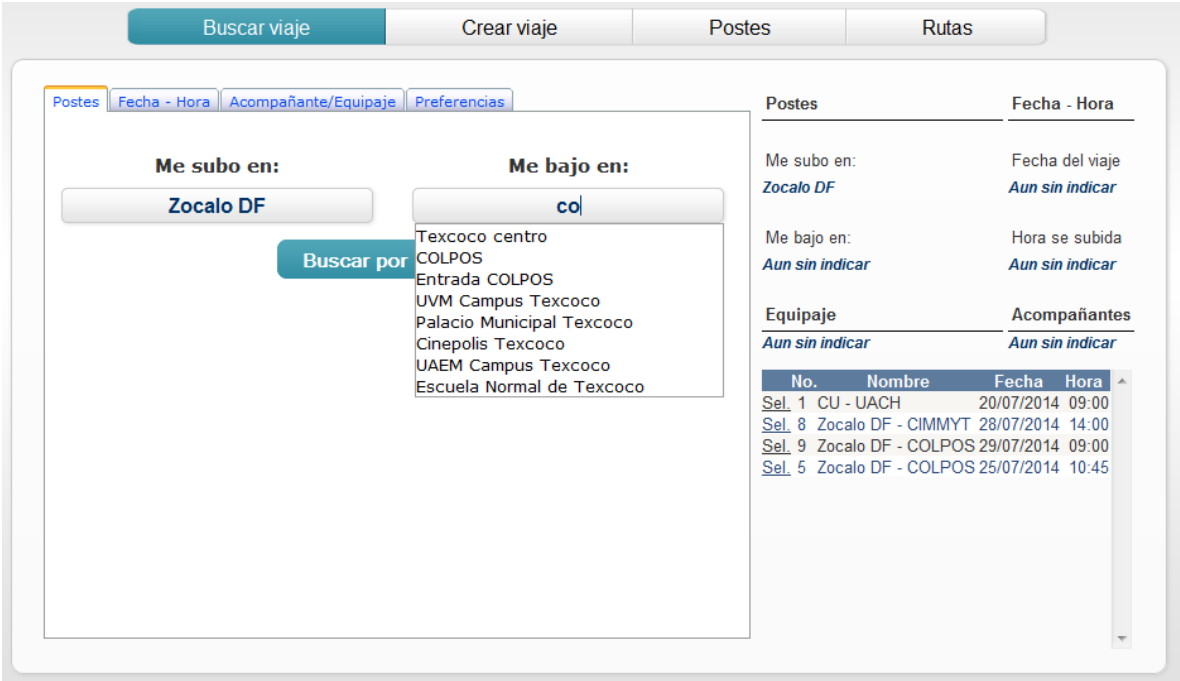 Buscar viaje Crear viaje Postes Rutas
Postes Fecha - Hora Acompañante/Equipaje Preferencias
Me subo en: Me bajo en:
Zocalo DF co
Buscar por
Texcoco centro
COLPOS
Entrada COLPOS
UVM Campus Texcoco
Palacio Municipal Texcoco
Cinepolis Texcoco
UAEM Campus Texcoco
Escuela Normal de Texcoco
Postes Fecha - Hora
Me subo en: Fecha del viaje
Zocalo DF Aun sin indicar
Me bajo en: Hora se subida
Aun sin indicar Aun sin indicar
Equipaje Acompañantes
Aun sin indicar Aun sin indicar
No. Nombre Fecha Hora
Sel. 1 CU - UACH 20/07/2014 09:00
Sel. 8 Zocalo DF - CIMMYT 28/07/2014 14:00
Sel. 9 Zocalo DF - COLPOS 29/07/2014 09:00
Sel. 5 Zocalo DF - COLPOS 25/07/2014 10:45